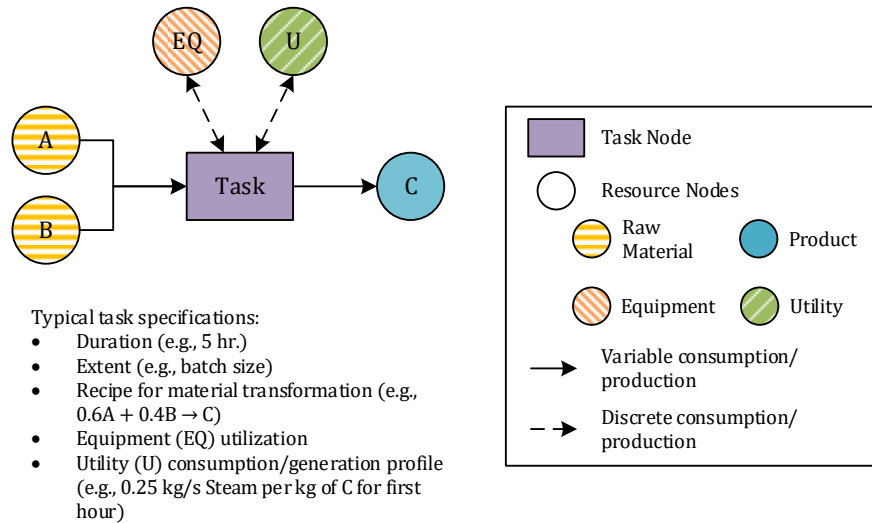 EQ
U
A
B
Task
C
Typical task specifications:
• Duration (e.g., 5 hr.)
• Extent (e.g., batch size)
• Recipe for material transformation (e.g.,
0.6A + 0.4B → C)
• Equipment (EQ) utilization
• Utility (U) consumption/generation profile
(e.g., 0.25 kg/s Steam per kg of C for first
hour)
Task Node
Resource Nodes
Raw
Material
Product
Equipment
Utility
Variable consumption/
production
Discrete consumption/
production